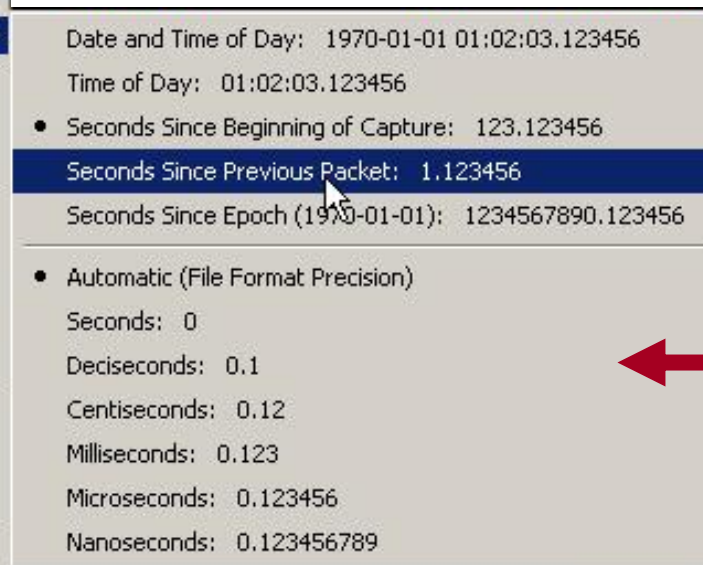 Date and Time of Day: 1970-01-01 01:02:03.123456
Time of Day: 01:02:03.123456
• Seconds Since Beginning of Capture: 123.123456
Seconds Since Previous Packet: 1.123456
Seconds Since Epoch (1970-01-01): 1234567890.123456
• Automatic (File Format Precision)
Seconds: 0
Deciseconds: 0.1
Centiseconds: 0.12
Milliseconds: 0.123
Microseconds: 0.123456
Nanoseconds: 0.123456789